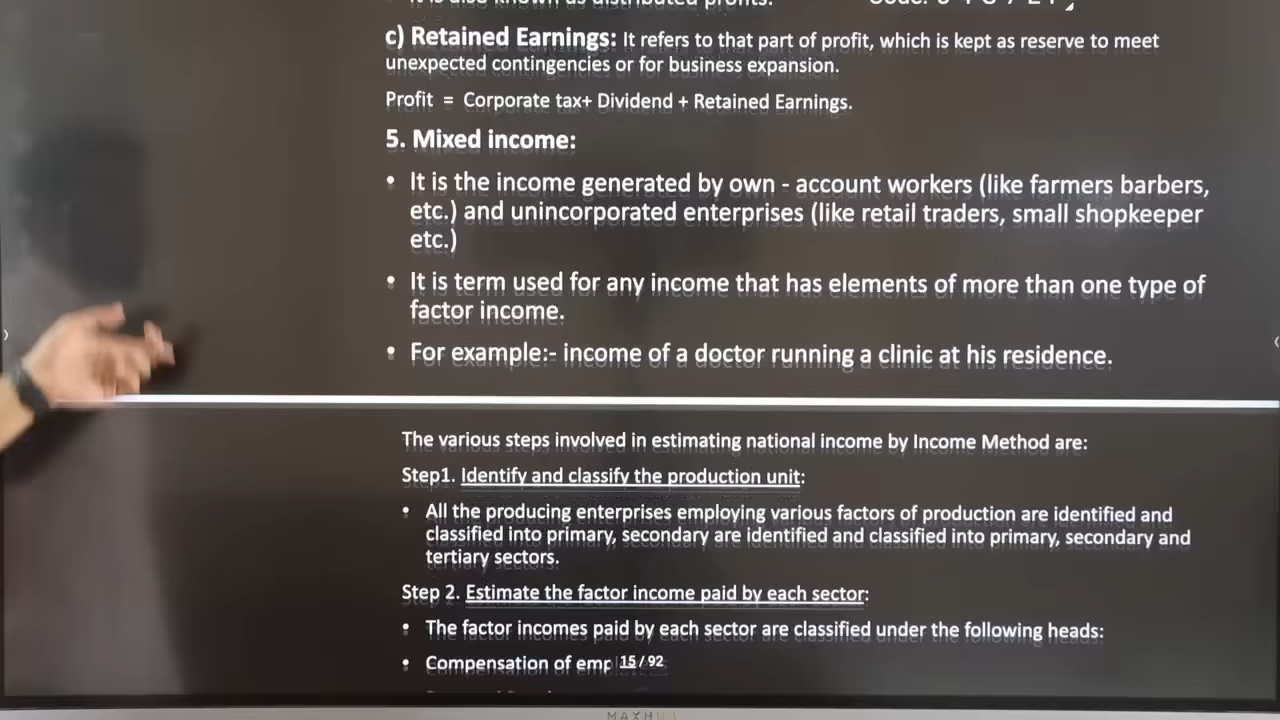 It is also known as distributed profits.
c) Retained Earnings: It refers to that part of profit, which is kept as reserve to meet
unexpected contingencies or for business expansion.
Profit = Corporate tax+ Dividend + Retained Earnings.
5. Mixed income:
• It is the income generated by own - account workers (like farmers barbers,
etc.) and unincorporated enterprises (like retail traders, small shopkeeper
etc.)
• It is term used for any income that has elements of more than one type of
factor income.
• For example:- income of a doctor running a clinic at his residence.
The various steps involved in estimating national income by Income Method are:
Step1. Identify and classify the production unit:
• All the producing enterprises employing various factors of production are identified and
classified into primary, secondary are identified and classified into primary, secondary and
tertiary sectors.
Step 2. Estimate the factor income paid by each sector:
• The factor incomes paid by each sector are classified under the following heads:
• Compensation of emp 15 / 92